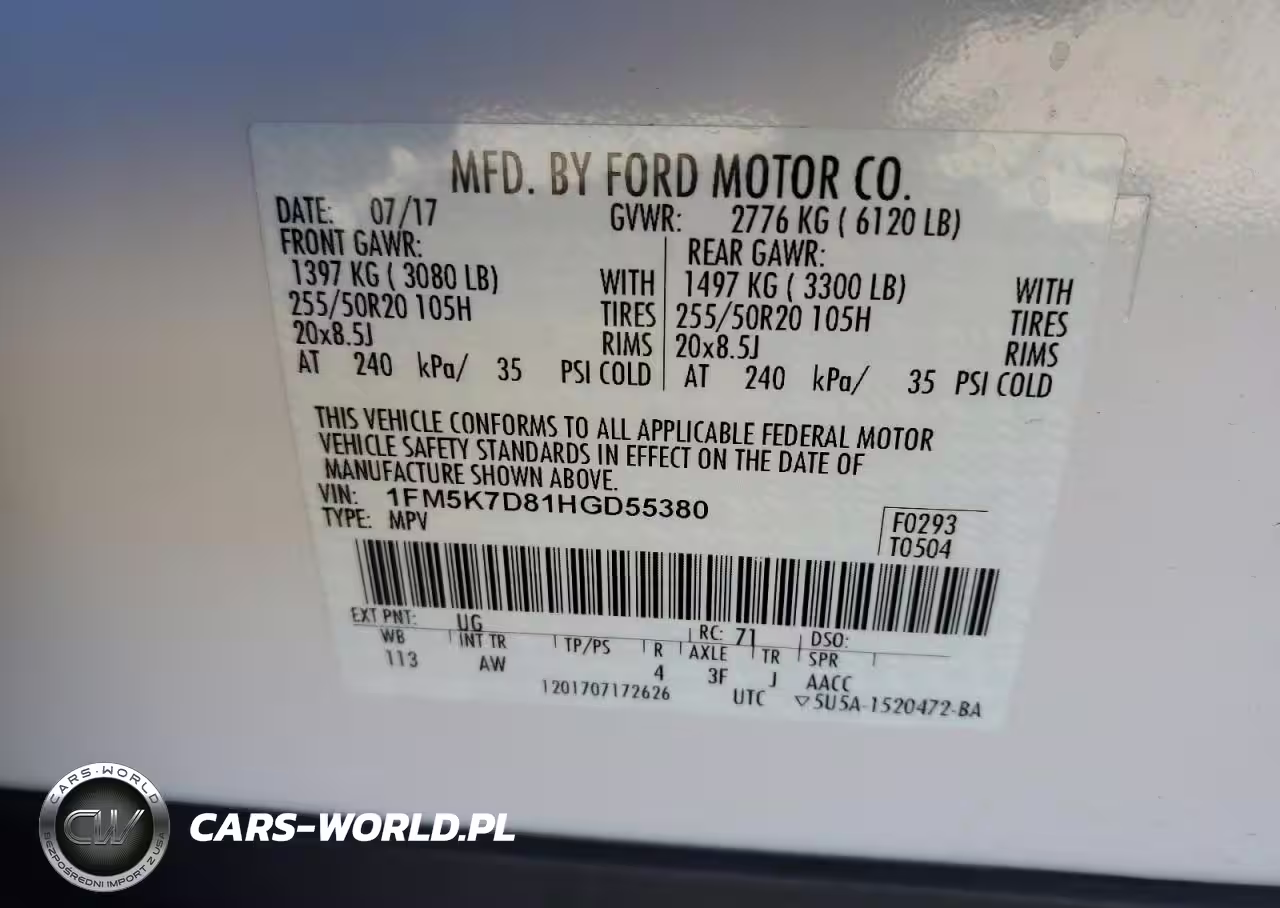 MFD. BY FORD MOTOR CO.
DATE: 07/17 GVWR: 2776 KG ( 6120 LB)
FRONT GAWR: REAR GAWR:
1397 KG ( 3080 LB) WITH 1497 KG ( 3300 LB) WITH
255/50R20 105H TIRES 255/50R20 105H TIRES
20x8.5J RIMS 20x8.5J RIMS
AT 240 kPa/ 35 PSI COLD AT 240 kPa/ 35 PSI COLD
THIS VEHICLE CONFORMS TO ALL APPLICABLE FEDERAL MOTOR
VEHICLE SAFETY STANDARDS IN EFFECT ON THE DATE OF
MANUFACTURE SHOWN ABOVE.
VIN: 1FM5K7D81HGD55380
TYPE: MPV
F0293
T0504
EXT PNT: UG RC: 71 DSO:
WB INT TR TP/PS R AXLE TR SPR
113 AW 4 3F J AACC
1201707172626 UTC ▽5U5A-1520472-BA
CARS-WORLD
CW
BEZPOŚREDNI IMPORT Z USA
CARS-WORLD.PL